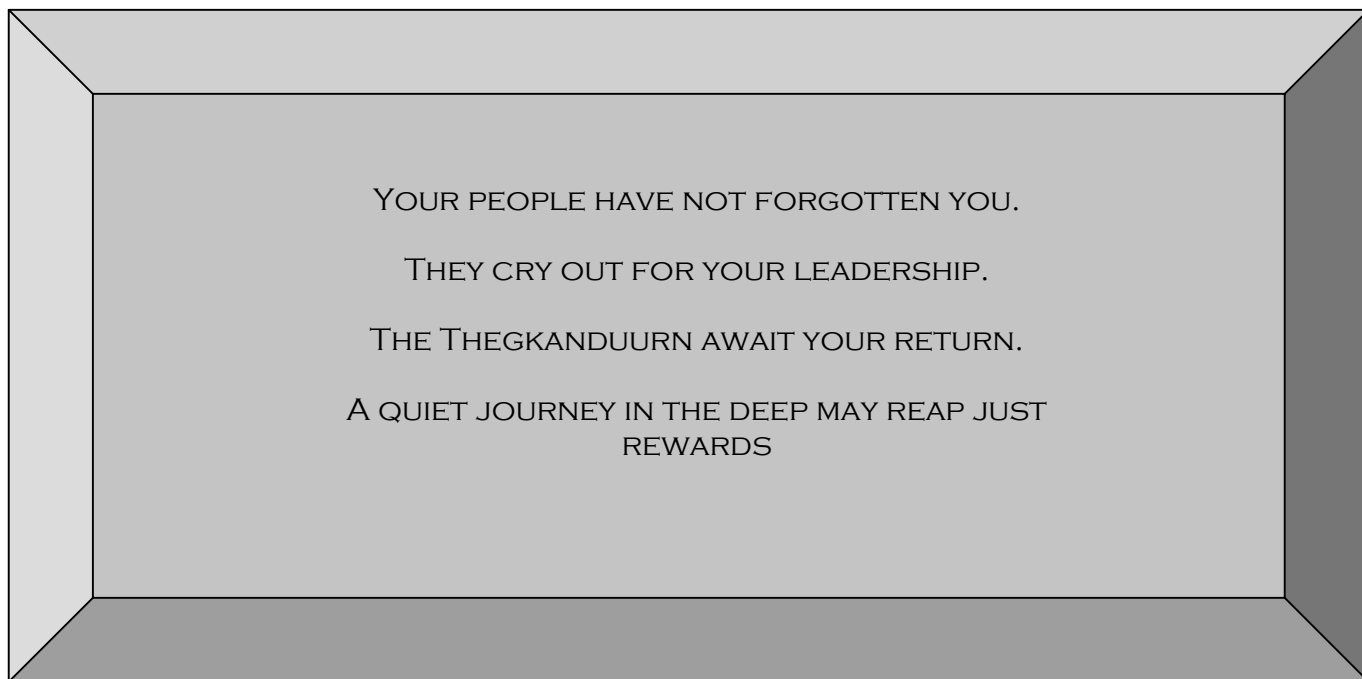 Your people have not forgotten you.
They cry out for your leadership.
The Thegkanduurn await your return.
A quiet journey in the deep may reap just
rewards